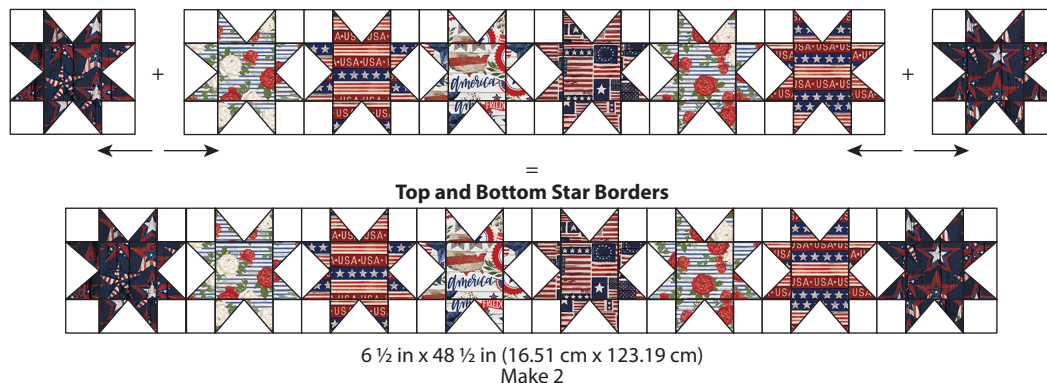 + +
=
Top and Bottom Star Borders
6 ½ in x 48 ½ in (16.51 cm x 123.19 cm)
Make 2